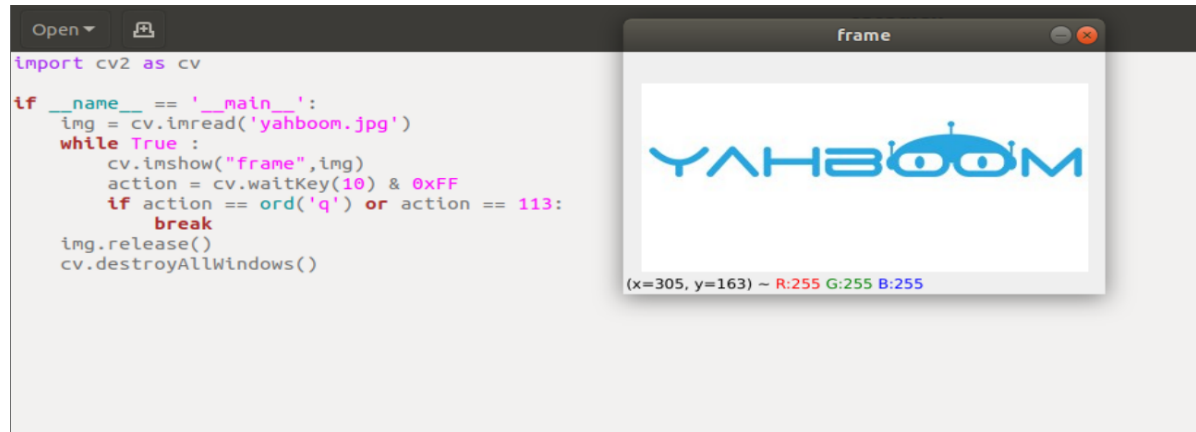 Open
import cv2 as cv
if __name__ == '__main__':
    img = cv.imread('yahboom.jpg')
    while True :
        cv.imshow("frame",img)
        action = cv.waitKey(10) & 0xFF
        if action == ord('q') or action == 113:
            break
    img.release()
    cv.destroyAllWindows()
frame
YAHBOOM
(x=305, y=163) ~ R:255 G:255 B:255